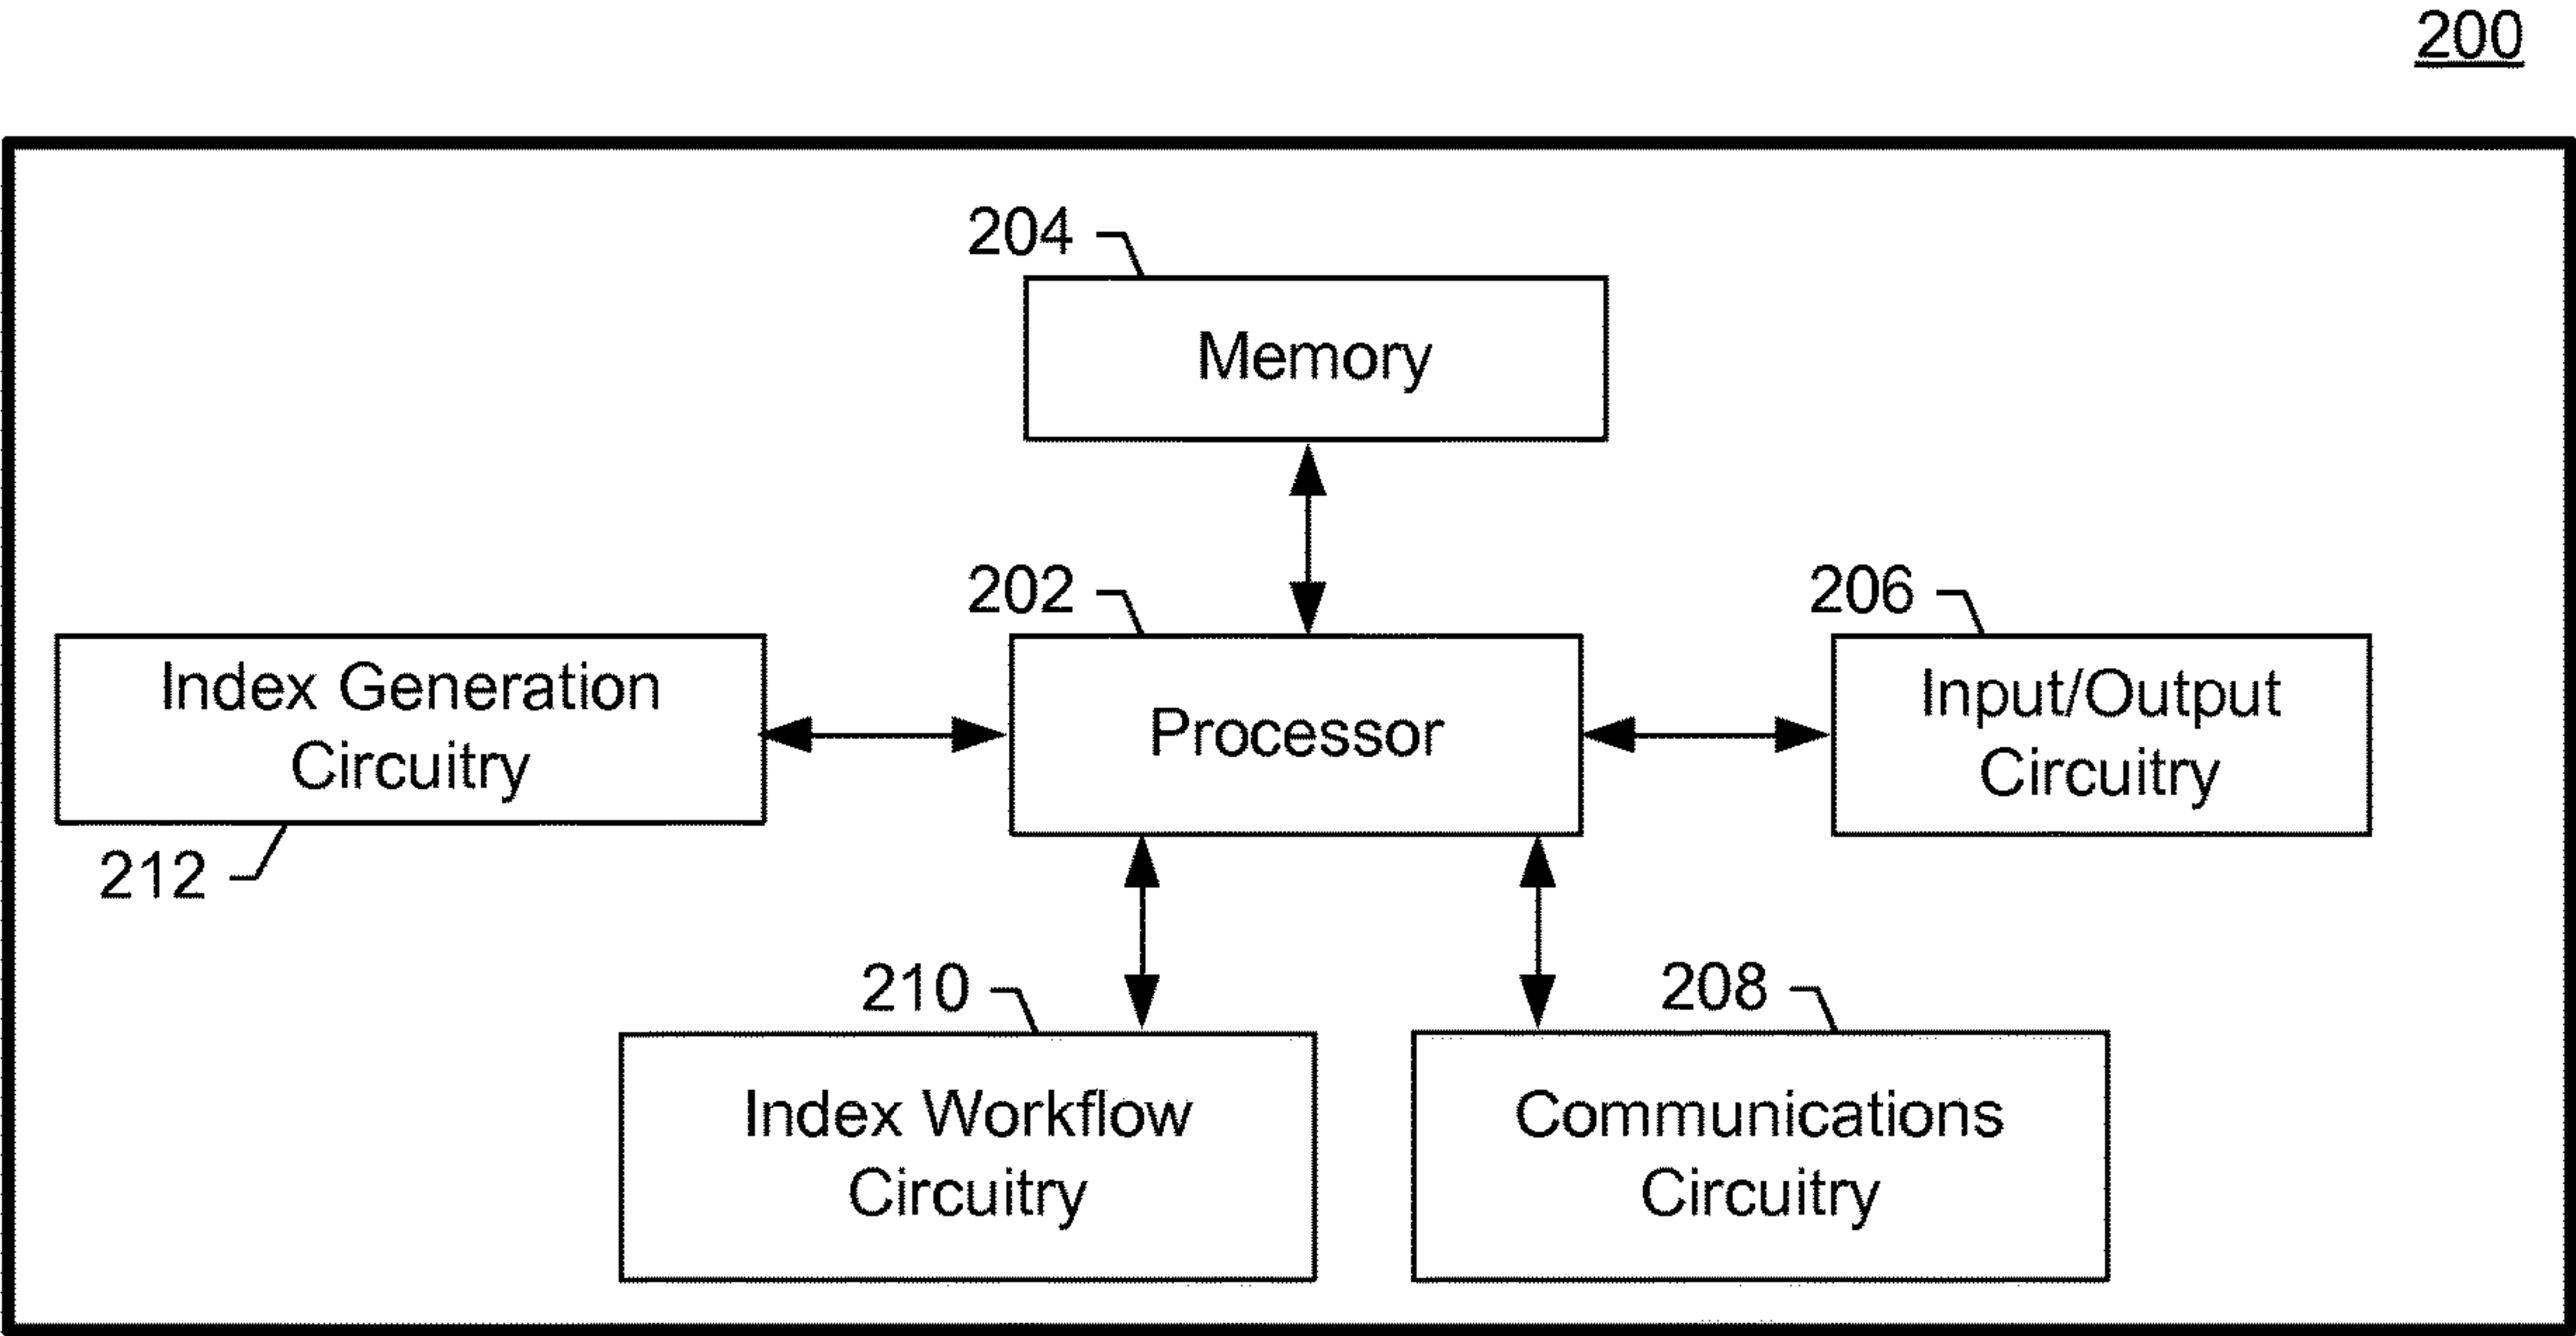 200
204
Memory
202
206
Index Generation
Circuitry
Processor
Input/Output
Circuitry
212
210
208
Index Workflow
Circuitry
Communications
Circuitry